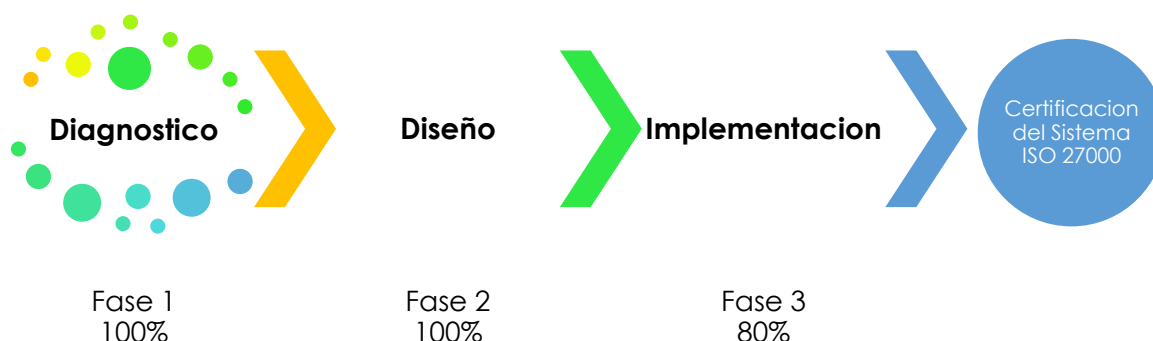 Diagnostico
Diseño
Implementacion
Certificacion
del Sistema
ISO 27000
Fase 1
100%
Fase 2
100%
Fase 3
80%